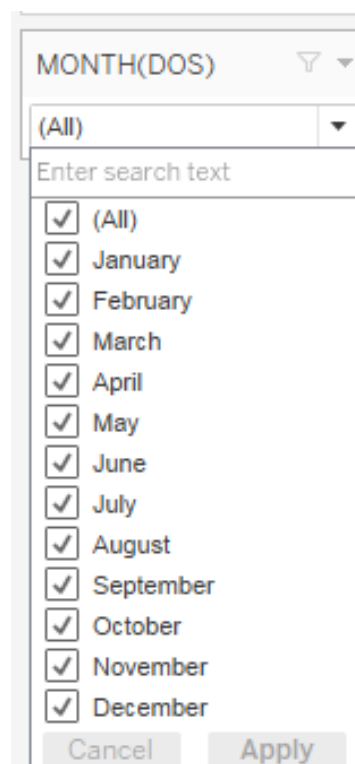 MONTH(DOS)
(All)
Enter search text
(All)
January
February
March
April
May
June
July
August
September
October
November
December
Cancel Apply